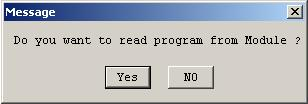 Message
Do you want to read program from Module ?
Yes NO